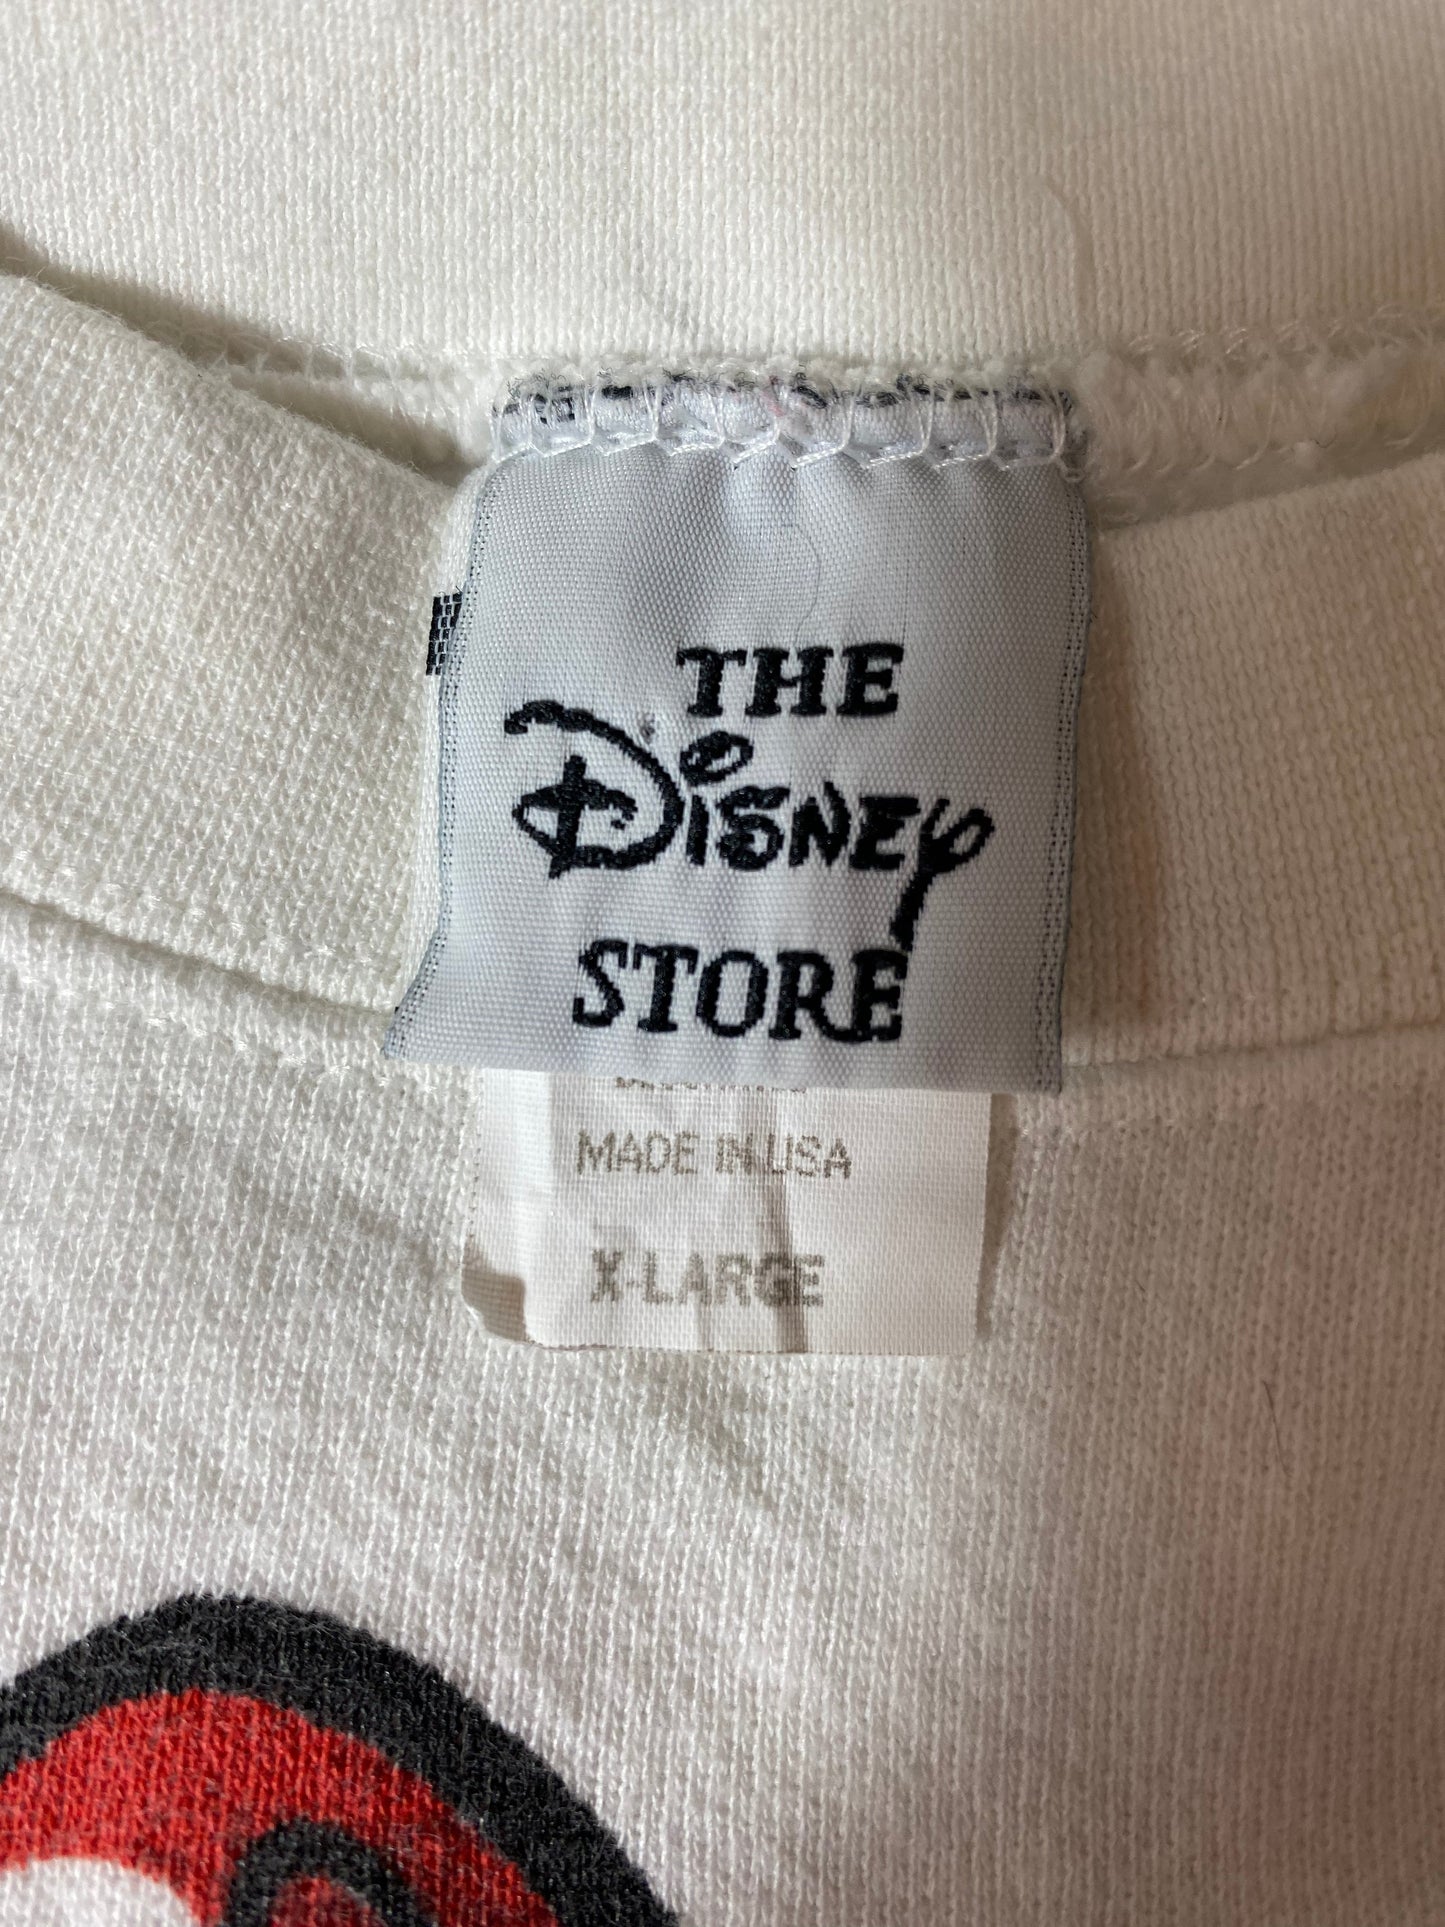 THE
Disney
STORE
MADE IN USA
X-LARGE